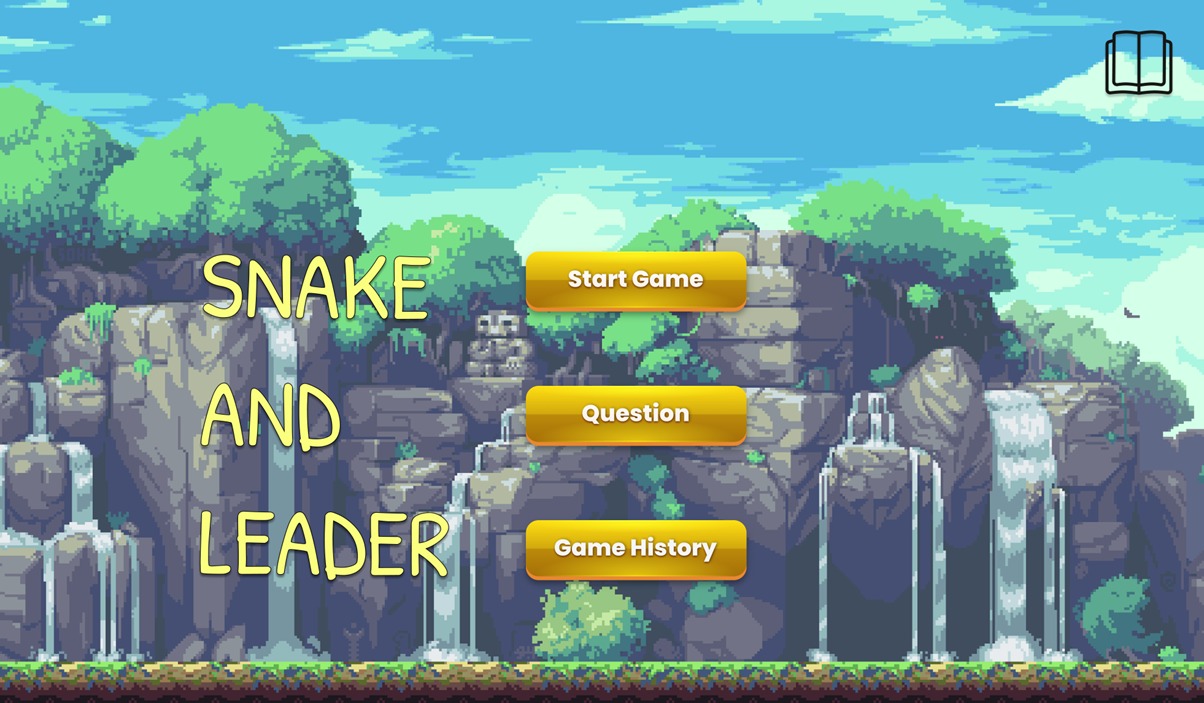 SNAKE
AND
LEADER
Start Game
Question
Game History